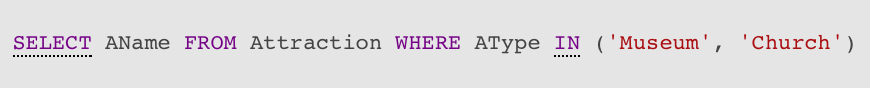 SELECT AName FROM Attraction WHERE AType IN ('Museum', 'Church')